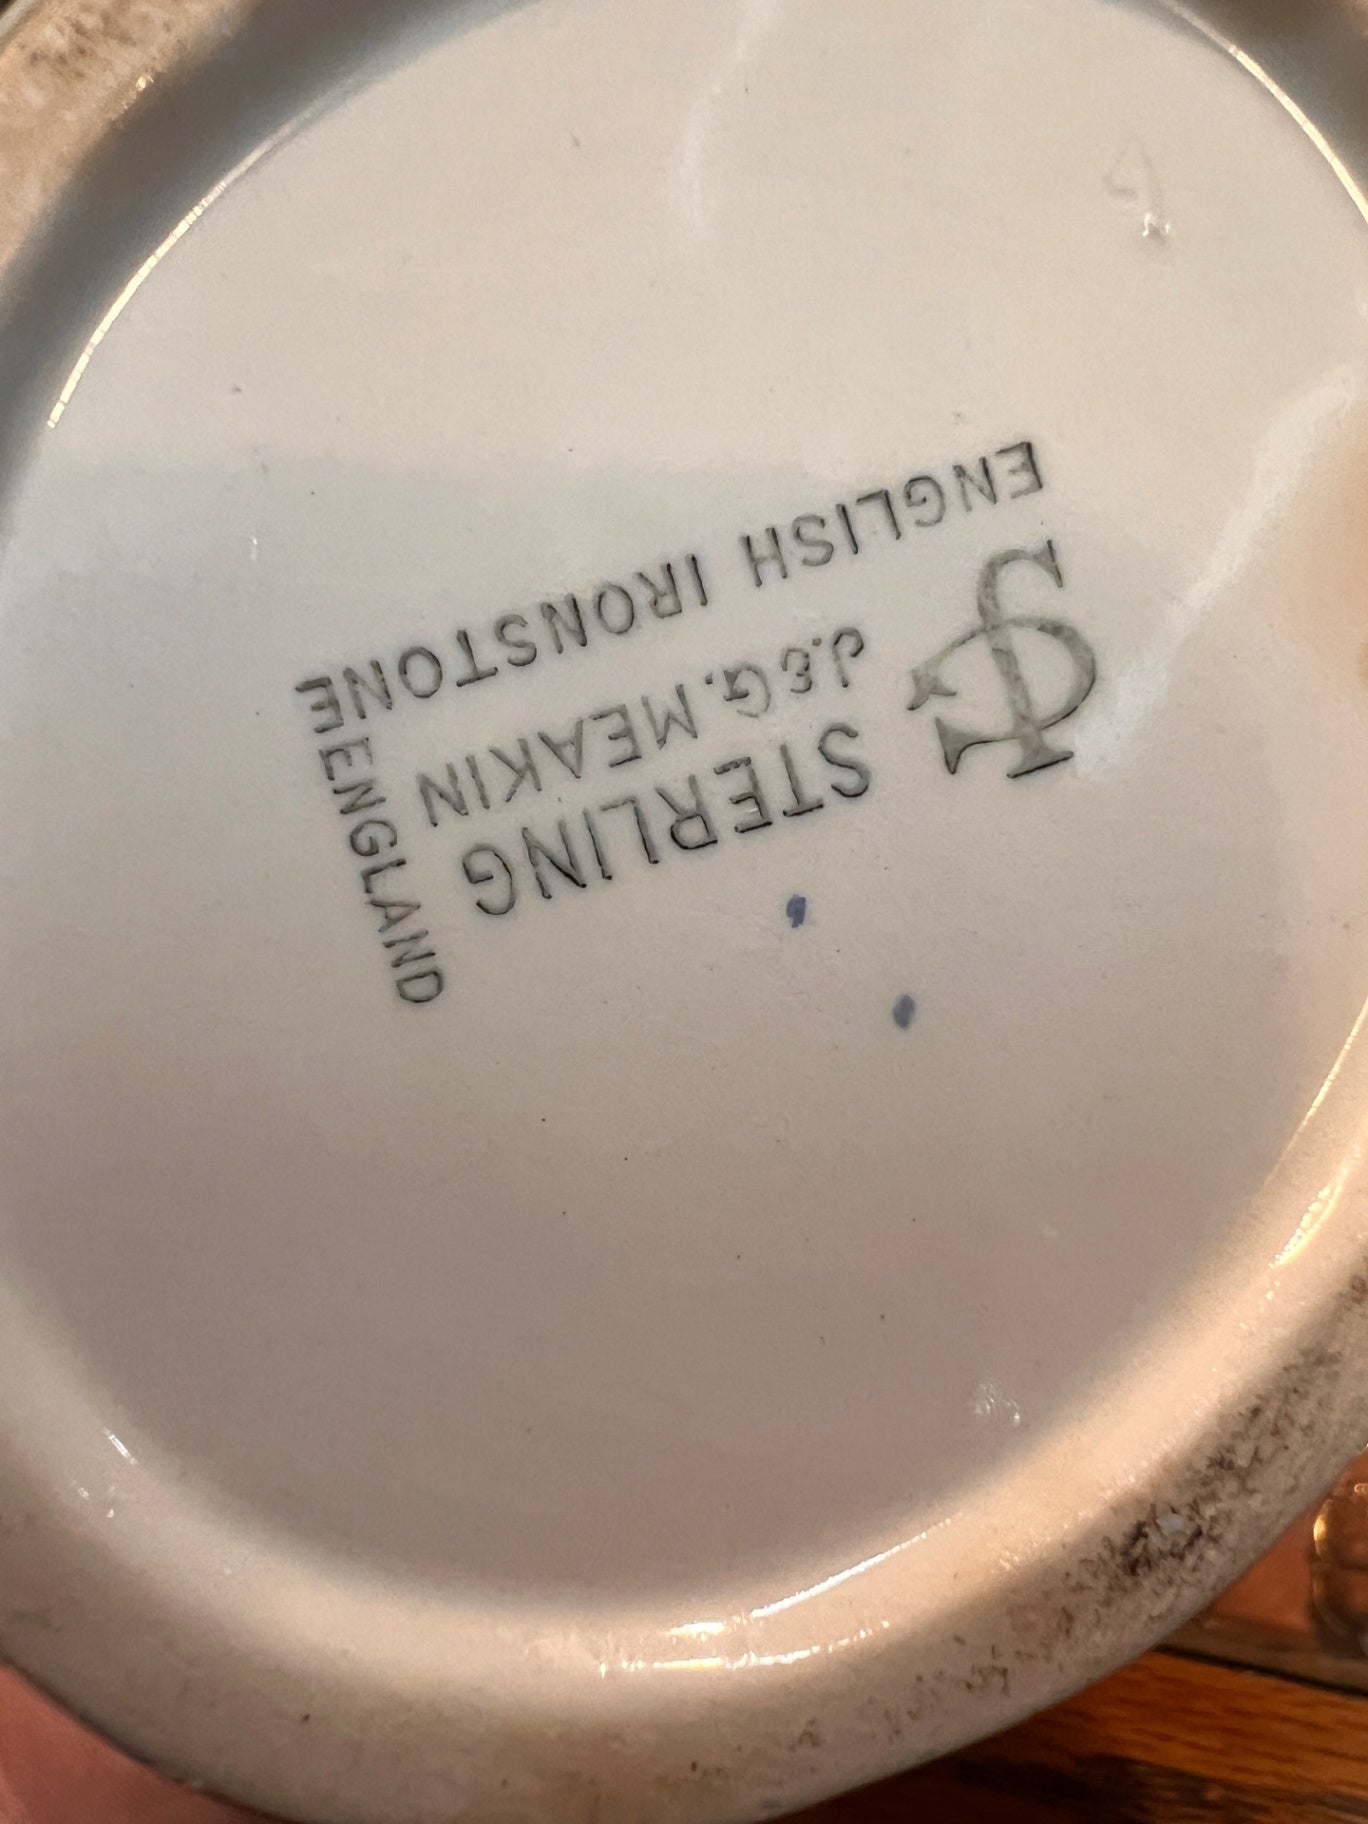 STERLING
J.&G. MEAKIN
ENGLISH IRONSTONE
ENGLAND